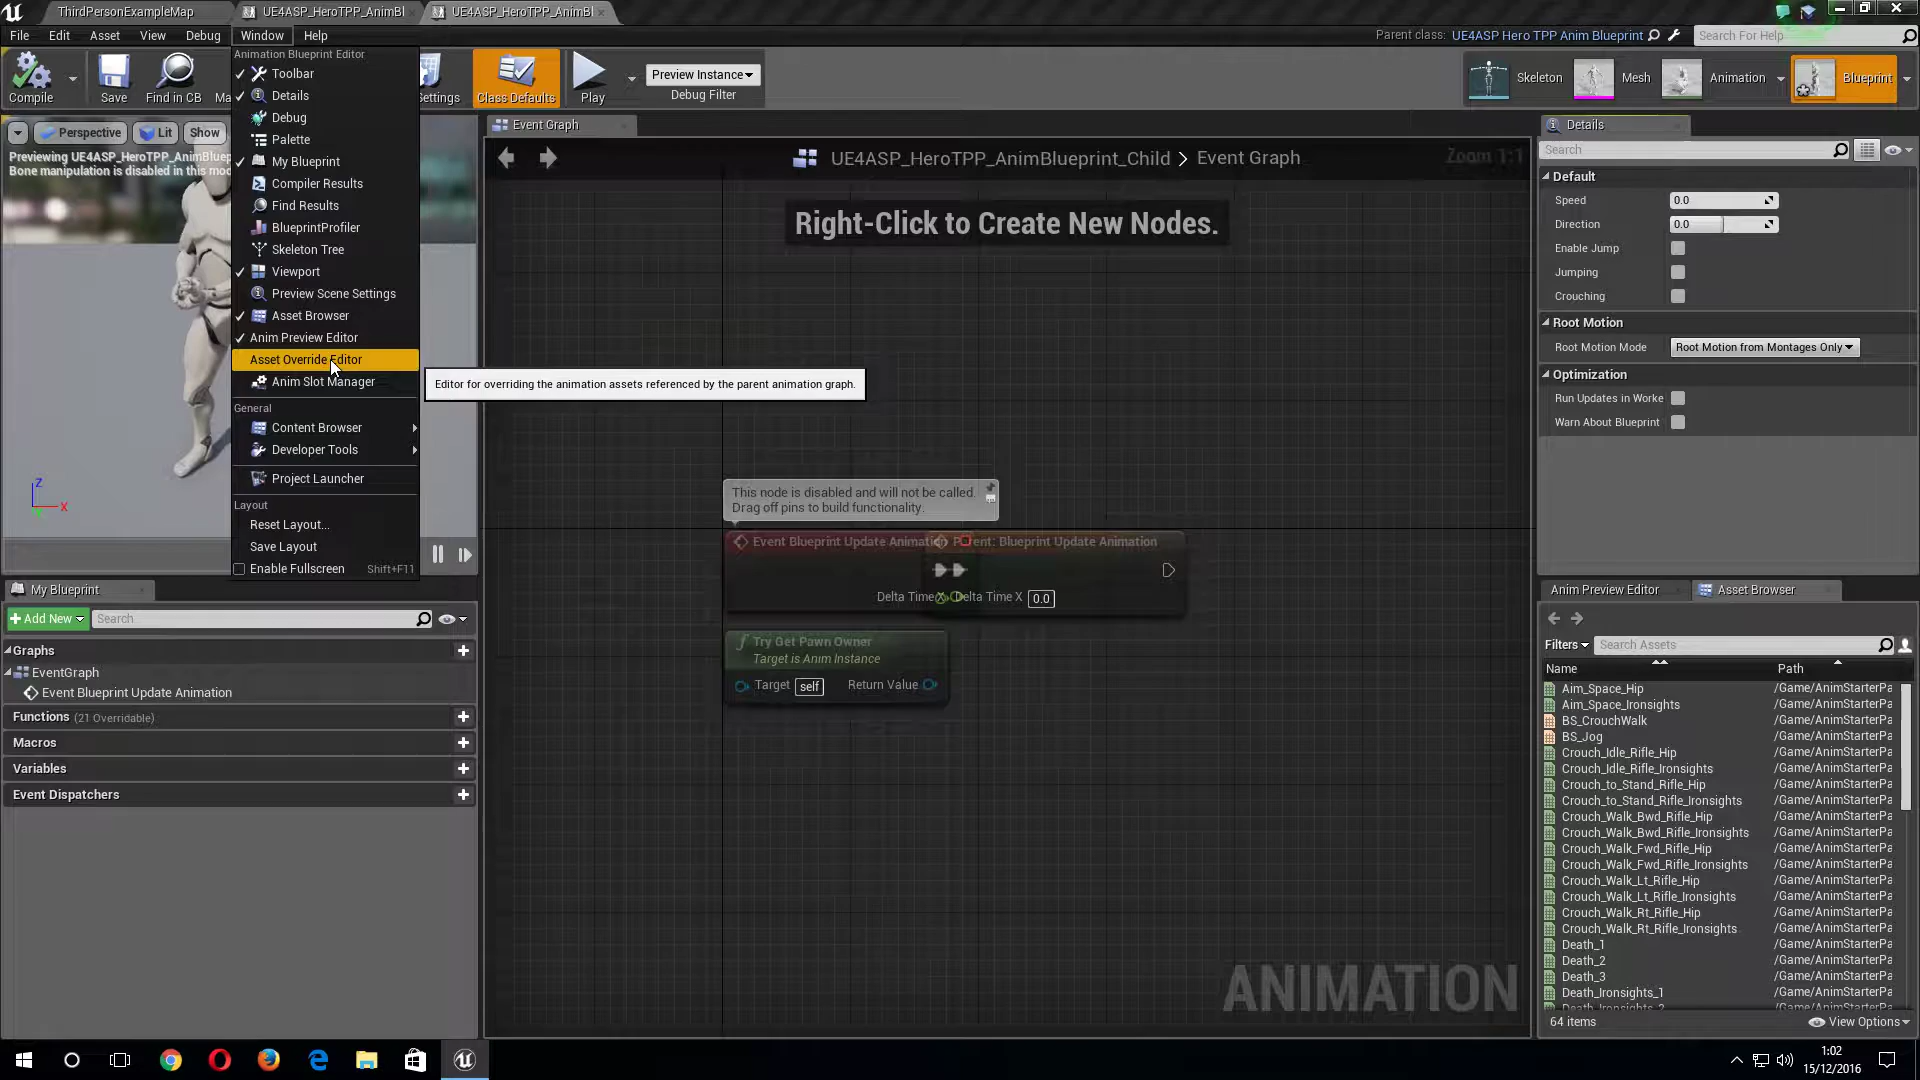 ThirdPersonExampleMap
UE4ASP_HeroTPP_AnimBl
UE4ASP_HeroTPP_AnimBl
File Edit Asset View Debug Window Help
Parent class: UE4ASP Hero TPP Anim Blueprint
Search For Help
Compile
Save
Find in CB
Ma
Settings
Class Defaults
Play
Preview Instance
Debug Filter
Skeleton
Mesh
Animation
Blueprint
Animation Blueprint Editor
Toolbar
Details
Debug
Palette
My Blueprint
Compiler Results
Find Results
BlueprintProfiler
Skeleton Tree
Viewport
Preview Scene Settings
Asset Browser
Anim Preview Editor
Asset Override Editor
Anim Slot Manager
General
Content Browser
Developer Tools
Project Launcher
Layout
Reset Layout...
Save Layout
Enable Fullscreen Shift+F11
Editor for overriding the animation assets referenced by the parent animation graph.
Perspective Lit Show
Previewing UE4ASP_HeroTPP_AnimBluep
Bone manipulation is disabled in this mod
Z
X
Event Graph
UE4ASP_HeroTPP_AnimBlueprint_Child > Event Graph
Zoom 1:1
Right-Click to Create New Nodes.
This node is disabled and will not be called.
Drag off pins to build functionality.
Event Blueprint Update Animation
Parent: Blueprint Update Animation
Delta Time X
Delta Time X 0.0
Try Get Pawn Owner
Target is Anim Instance
Target self Return Value
ANIMATION
My Blueprint
Add New
Search
Graphs
EventGraph
Event Blueprint Update Animation
Functions (21 Overridable)
Macros
Variables
Event Dispatchers
Details
Search
Default
Speed 0.0
Direction 0.0
Enable Jump
Jumping
Crouching
Root Motion
Root Motion Mode Root Motion from Montages Only
Optimization
Run Updates in Worke
Warn About Blueprint
Anim Preview Editor
Asset Browser
Filters
Search Assets
Name Path
Aim_Space_Hip /Game/AnimStarterPa
Aim_Space_Ironsights /Game/AnimStarterPa
BS_CrouchWalk /Game/AnimStarterPa
BS_Jog /Game/AnimStarterPa
Crouch_Idle_Rifle_Hip /Game/AnimStarterPa
Crouch_Idle_Rifle_Ironsights /Game/AnimStarterPa
Crouch_to_Stand_Rifle_Hip /Game/AnimStarterPa
Crouch_to_Stand_Rifle_Ironsights /Game/AnimStarterPa
Crouch_Walk_Bwd_Rifle_Hip /Game/AnimStarterPa
Crouch_Walk_Bwd_Rifle_Ironsights /Game/AnimStarterPa
Crouch_Walk_Fwd_Rifle_Hip /Game/AnimStarterPa
Crouch_Walk_Fwd_Rifle_Ironsights /Game/AnimStarterPa
Crouch_Walk_Lt_Rifle_Hip /Game/AnimStarterPa
Crouch_Walk_Lt_Rifle_Ironsights /Game/AnimStarterPa
Crouch_Walk_Rt_Rifle_Hip /Game/AnimStarterPa
Crouch_Walk_Rt_Rifle_Ironsights /Game/AnimStarterPa
Death_1 /Game/AnimStarterPa
Death_2 /Game/AnimStarterPa
Death_3 /Game/AnimStarterPa
Death_Ironsights_1 /Game/AnimStarterPa
Death_Ironsights_2 /Game/AnimStarterPa
64 items
View Options
1:02
15/12/2016